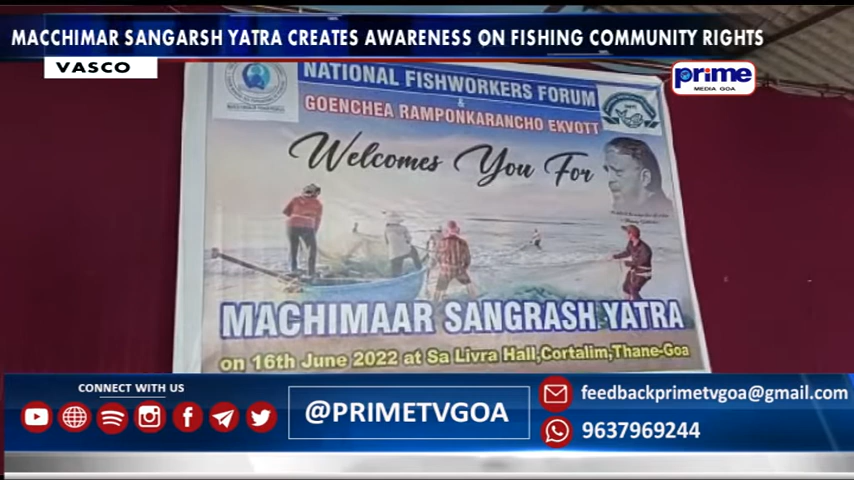 MACCHIMAR SANGARSH YATRA CREATES AWARENESS ON FISHING COMMUNITY RIGHTS
VASCO
prime
MEDIA GOA
NATIONAL FISHWORKERS FORUM
&
GOENCHEA RAMPONKARANCHO EKVOTT
Welcomes You For
MACHIMAAR SANGRASH YATRA
on 16th June 2022 at Sa Livra Hall,Cortalim,Thane-Goa
CONNECT WITH US
@PRIMETVGOA
feedbackprimetvgoa@gmail.com
9637969244